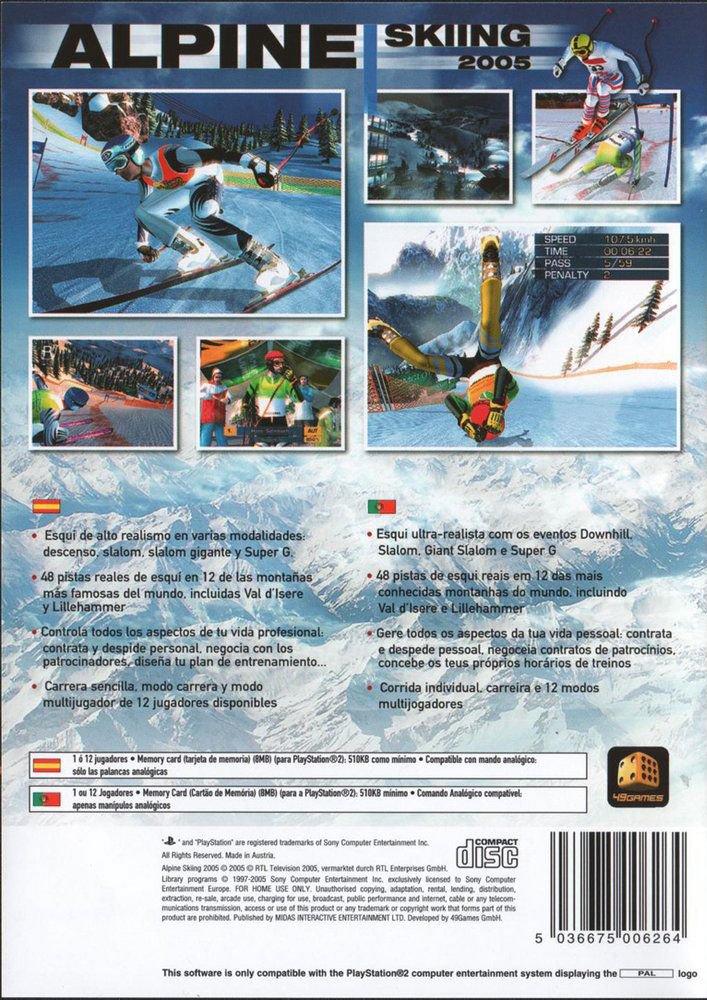 ALPINE SKIING
2005
SPEED 107.5 kmh
TIME 00:06:22
PASS 5/59
PENALTY 2
• Esquí de alto realismo en varias modalidades:
descenso, slalom, slalom gigante y Super G.
• 48 pistas reales de esquí en 12 de las montañas
más famosas del mundo, incluidas Val d'Isere
y Lillehammer
• Controla todos los aspectos de tu vida profesional:
contrata y despide personal, negocia con los
patrocinadores, diseña tu plan de entrenamiento...
• Carrera sencilla, modo carrera y modo
multijugador de 12 jugadores disponibles
• Esqui ultra-realista com os eventos Downhill,
Slalom, Giant Slalom e Super G
• 48 pistas de esqui reais em 12 das mais
conhecidas montanhas do mundo, incluindo
Val d'Isere e Lillehammer
• Gere todos os aspectos da tua vida pessoal: contrata
e despede pessoal, negoceia contratos de patrocínios,
concebe os teus próprios horários de treinos
• Corrida individual, carreira e 12 modos
multijogadores
1 ó 12 jugadores • Memory card (tarjeta de memoria) (8MB) (para PlayStation®2): 510KB como mínimo • Compatible con mando analógico:
sólo las palancas analógicas
1 ou 12 Jogadores • Memory Card (Cartão de Memória) (8MB) (para a PlayStation®2): 510KB mínimo • Comando Analógico compatível:
apenas manípulos analógicos
49GAMES
" " and "PlayStation" are registered trademarks of Sony Computer Entertainment Inc.
All Rights Reserved. Made in Austria.
COMPACT
disc
Alpine Skiing 2005 © 2005 © RTL Television 2005, vermarktet durch RTL Enterprises GmbH.
Library programs © 1997-2005 Sony Computer Entertainment Inc. exclusively licensed to Sony Computer
Entertainment Europe. FOR HOME USE ONLY. Unauthorised copying, adaptation, rental, lending, distribution,
extraction, re-sale, arcade use, charging for use, broadcast, public performance and internet, cable or any telecom-
munications transmission, access or use of this product or any trademark or copyright work that forms part of this
product are prohibited. Published by MIDAS INTERACTIVE ENTERTAINMENT LTD. Developed by 49Games GmbH.
5 036675 006264
This software is only compatible with the PlayStation®2 computer entertainment system displaying the PAL logo